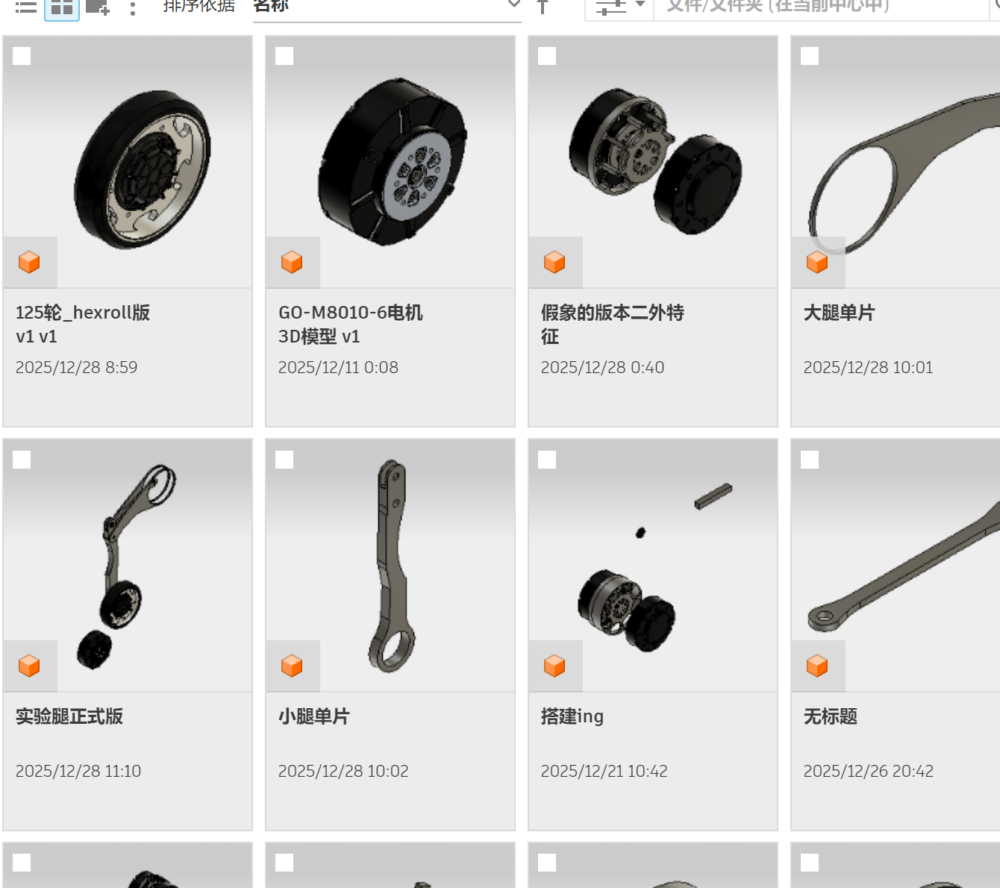 排序依据 名称 文件/文件夹 (在当前中心中)
125轮_hexroll版
v1 v1
2025/12/28 8:59
GO-M8010-6电机
3D模型 v1
2025/12/11 0:08
假象的版本二外特
征
2025/12/28 0:40
大腿单片
2025/12/28 10:01
实验腿正式版
2025/12/28 11:10
小腿单片
2025/12/28 10:02
搭建ing
2025/12/21 10:42
无标题
2025/12/26 20:42